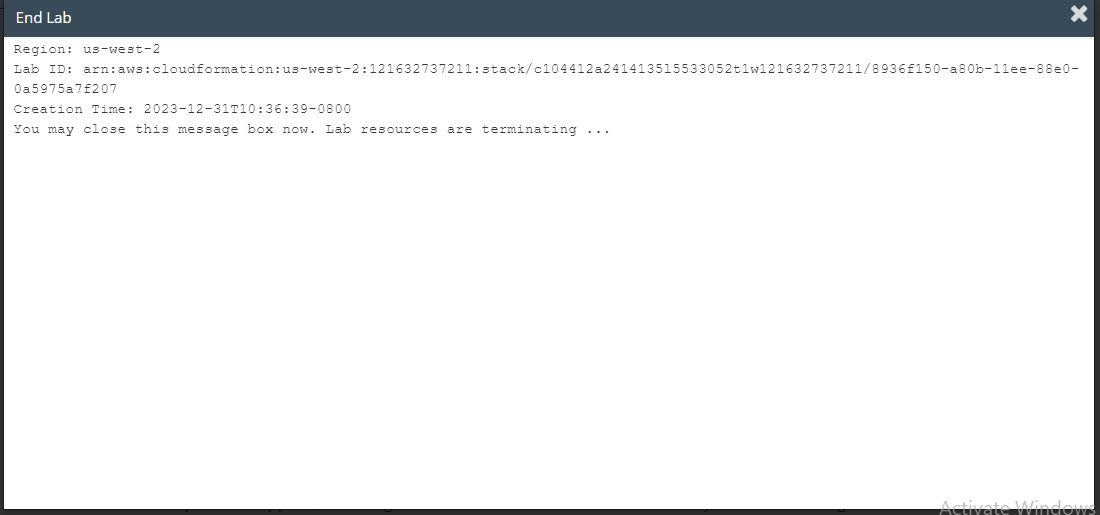 End Lab
Region: us-west-2
Lab ID: arn:aws:cloudformation:us-west-2:121632737211:stack/c104412a2414135l5533052t1w121632737211/8936f150-a80b-11ee-88e0-
0a5975a7f207
Creation Time: 2023-12-31T10:36:39-0800
You may close this message box now. Lab resources are terminating ...
Activate Windows